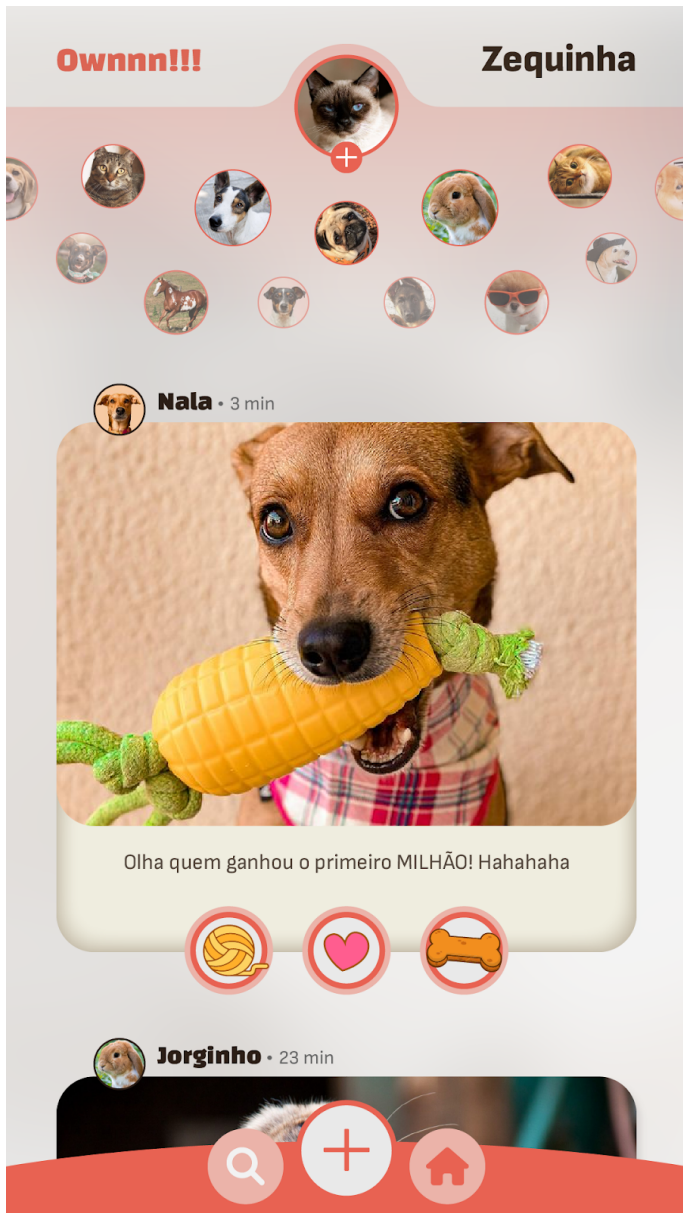 Ownnn!!!
Zequinha
Nala • 3 min
Olha quem ganhou o primeiro MILHÃO! Hahahaha
Jorginho • 23 min